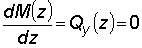 dM(z)/dz = Q_y(z) = 0